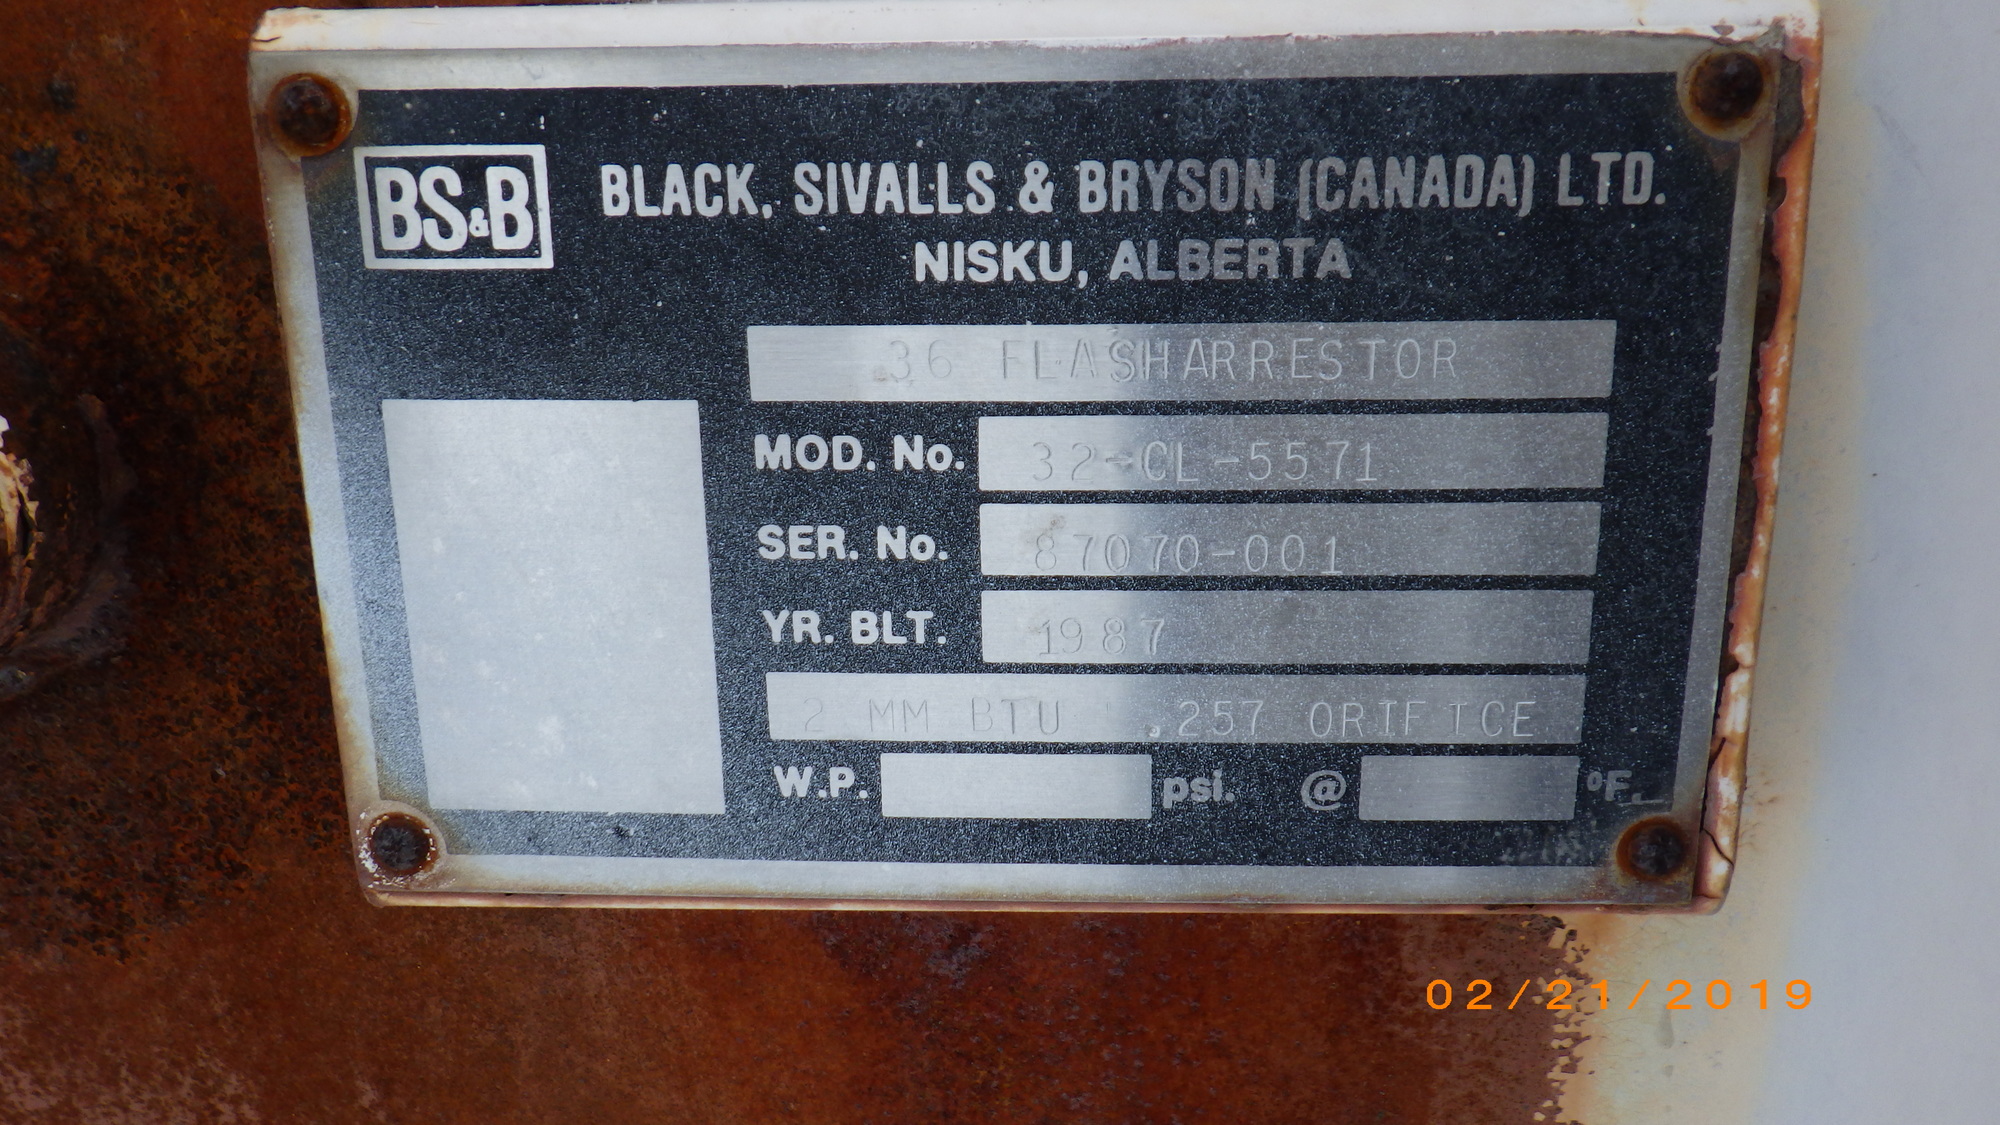 BS&B
BLACK, SIVALLS & BRYSON (CANADA) LTD.
NISKU, ALBERTA
36 FLASHARRESTOR
MOD. No. 32-CL-5571
SER. No. 87070-001
YR. BLT. 1987
2 MM BTU .257 ORIFICE
W.P. psi. @ °F.
02/21/2019